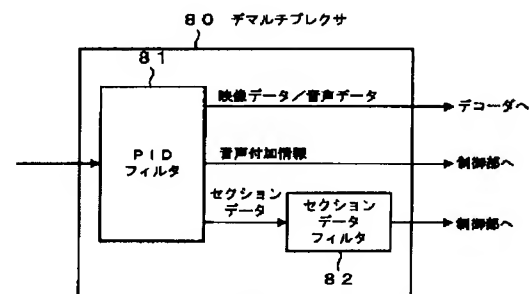 80 デマルチプレクサ
81
映像データ/音声データ
デコーダへ
PID
フィルタ
音声付加情報
制御部へ
セクション
データ
セクション
データ
フィルタ
制御部へ
82